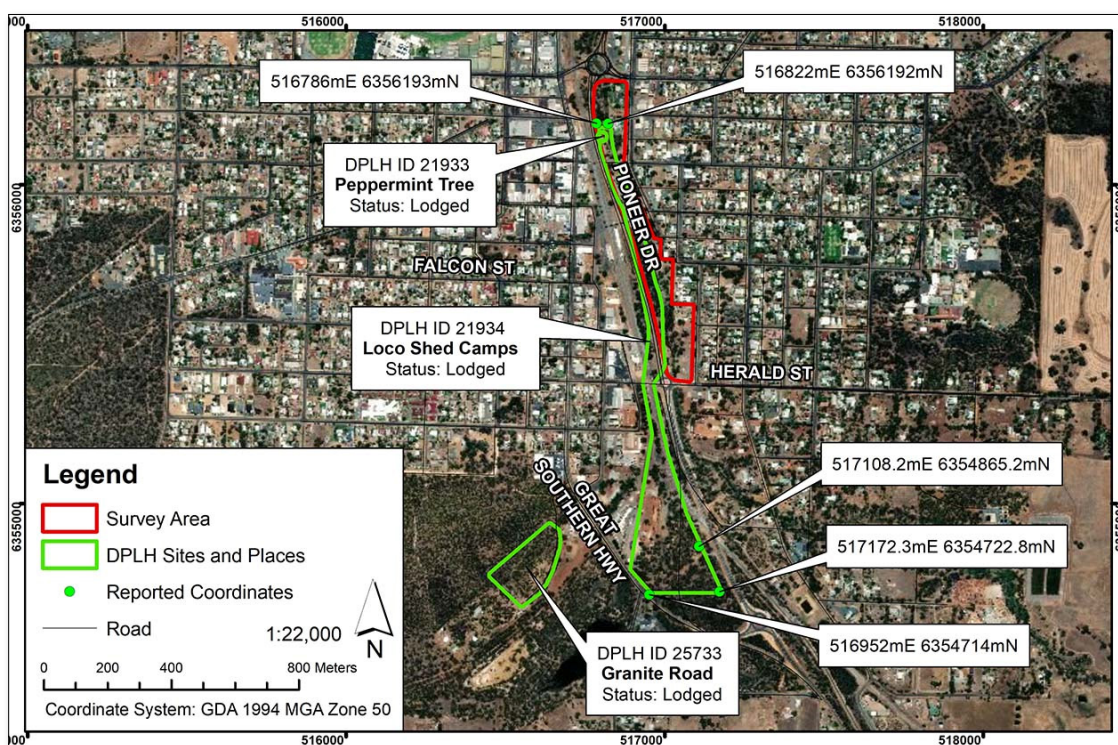 000
516000
517000
518000
516786mE 6356193mN
516822mE 6356192mN
DPLH ID 21933
Peppermint Tree
Status: Lodged
PIONEER DR
6356000
FALCON ST
DPLH ID 21934
Loco Shed Camps
Status: Lodged
HERALD ST
517108.2mE 6354865.2mN
GREAT
SOUTHERN HWY
6355000
517172.3mE 6354722.8mN
516952mE 6354714mN
DPLH ID 25733
Granite Road
Status: Lodged
Legend
Survey Area
DPLH Sites and Places
Reported Coordinates
Road
1:22,000
N
0 200 400 800 Meters
Coordinate System: GDA 1994 MGA Zone 50
000
516000
517000
518000